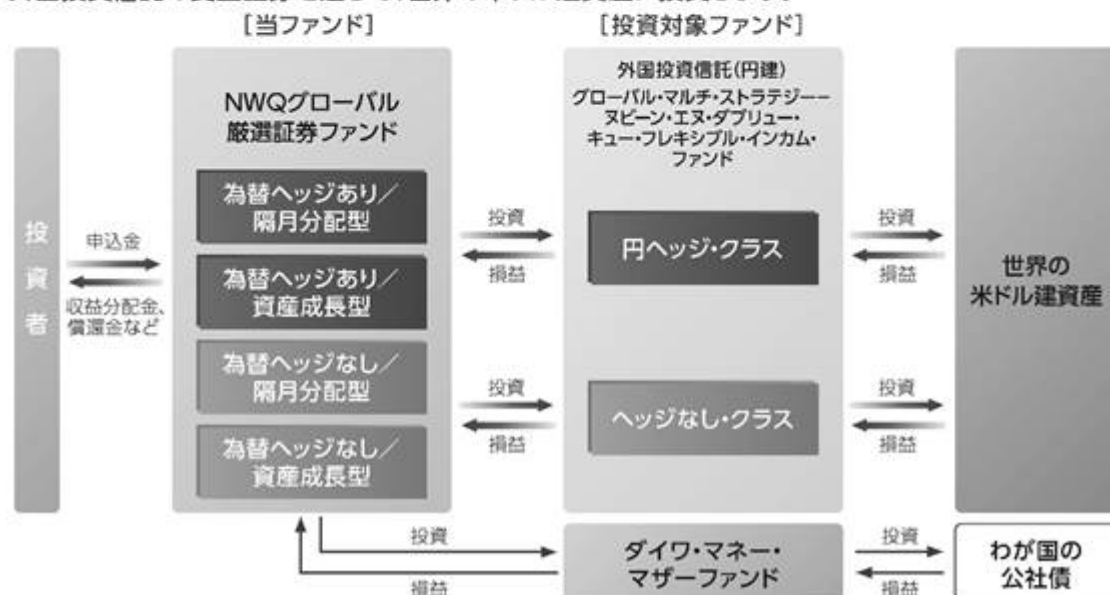 [当ファンド]
[投資対象ファンド]
投資者
申込金
収益分配金、
償還金など
NWQグローバル
厳選証券ファンド
為替ヘッジあり／
隔月分配型
為替ヘッジあり／
資産成長型
為替ヘッジなし／
隔月分配型
為替ヘッジなし／
資産成長型
投資
損益
投資
損益
外国投資信託(円建)
グローバル・マルチ・ストラテジー－
ヌビーン・エヌ・ダブリュー・
キュー・フレキシブル・インカム・
ファンド
円ヘッジ・クラス
ヘッジなし・クラス
投資
損益
投資
損益
世界の
米ドル建資産
投資
損益
ダイワ・マネー・
マザーファンド
投資
損益
わが国の
公社債